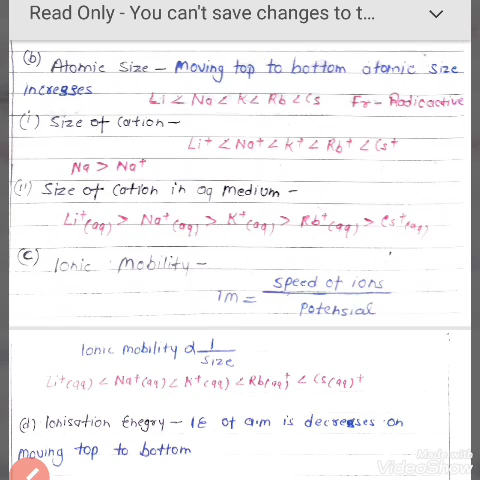 Read Only - You can't save changes to t...
(b) Atomic Size - moving top to bottom atomic size
increases
Li < Na < K < Rb < Cs Fr - Radioactive
(i) Size of Cation -
Li+ < Na+ < K+ < Rb+ < Cs+
Na > Na+
(ii) Size of Cation in aq medium -
Li+(aq) > Na+(aq) > K+(aq) > Rb+(aq) > Cs+(aq)
(c) Ionic Mobility -
Im = speed of ions / Potensial
Ionic mobility α 1/Size
Li+(aq) < Na+(aq) < K+(aq) < Rb(aq)+ < Cs(aq)+
(d) Ionisation Enegry - IE of a.m is decreases on
moving top to bottom
Made with
VideoShow